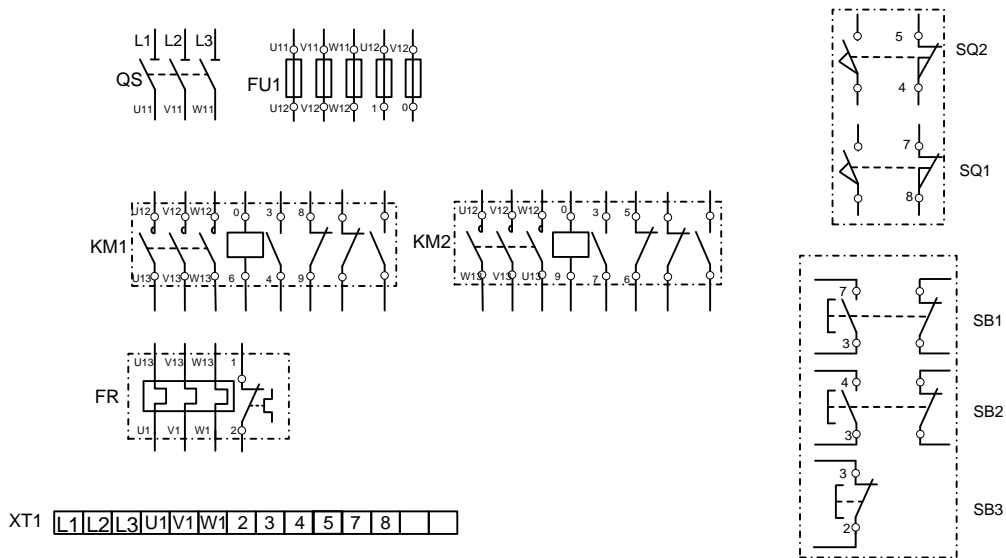 L1 L2 L3
QS
U11 V11 W11
U11 V11 W11 U12 V12
FU1
U12 V12 W12 1 0
5
SQ2
4
7
SQ1
8
U12 V12 W12 0 3 8
KM1
U13 V13 W13 6 4 9
U12 V12 W12 0 3 5
KM2
W13 V13 U13 9 7 6
7
SB1
3
4
SB2
3
3
SB3
2
U13 V13 W13 1
FR
U1 V1 W1 2
XT1 L1 L2 L3 U1 V1 W1 2 3 4 5 7 8